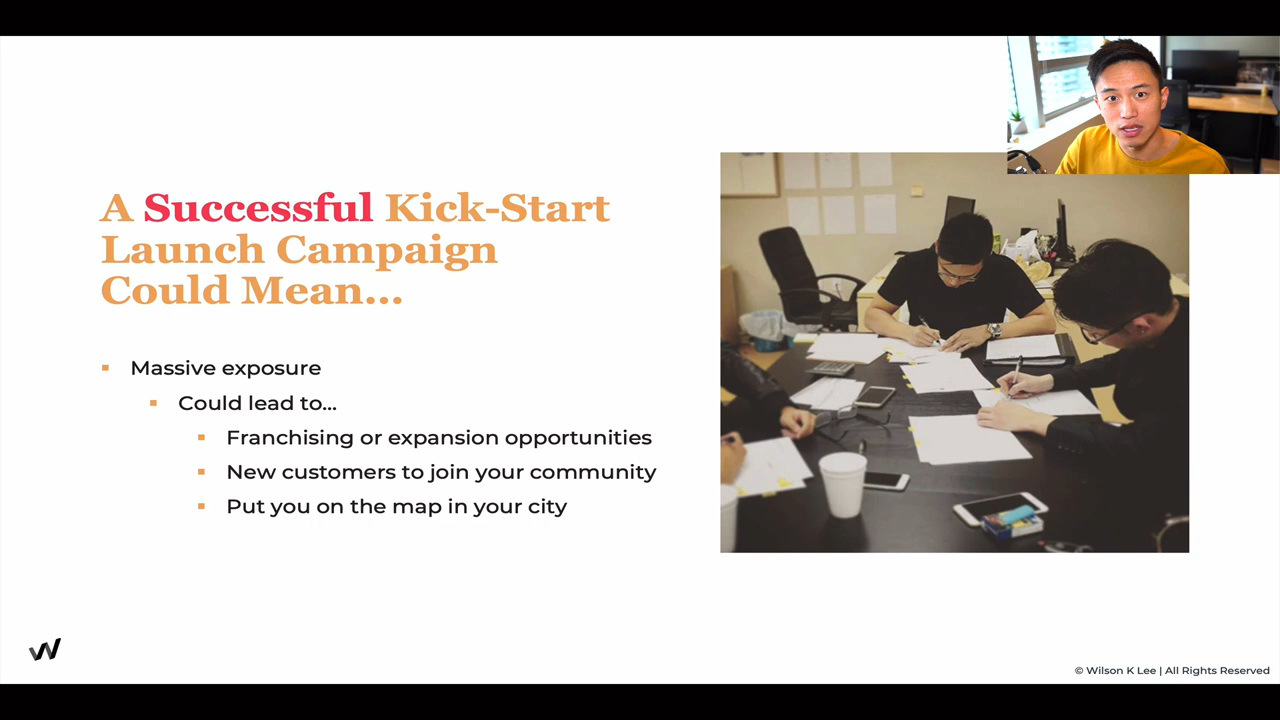 A Successful Kick-Start
Launch Campaign
Could Mean...
Massive exposure
Could lead to...
Franchising or expansion opportunities
New customers to join your community
Put you on the map in your city
© Wilson K Lee | All Rights Reserved